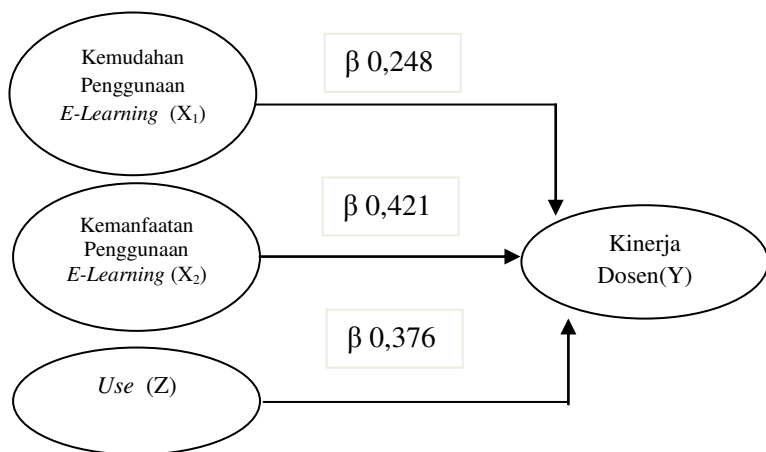 Kemudahan
Penggunaan
E-Learning (X₁)
β 0,248
Kemanfaatan
Penggunaan
E-Learning (X₂)
β 0,421
Kinerja
Dosen(Y)
β 0,376
Use (Z)